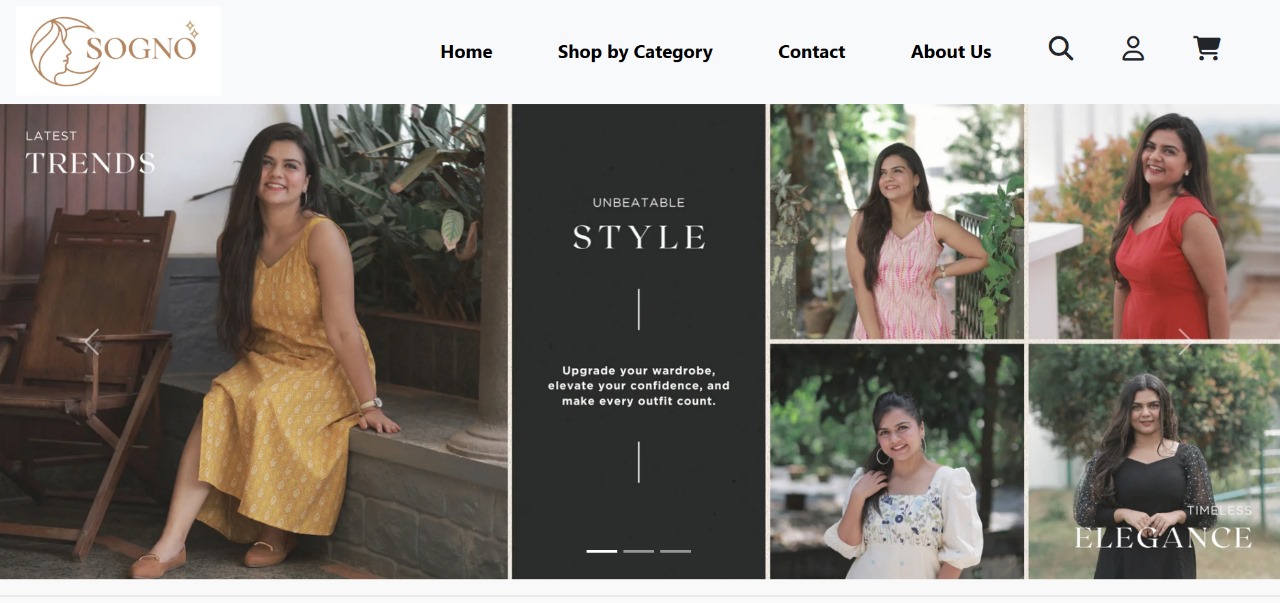 SOGNO
Home
Shop by Category
Contact
About Us
LATEST
TRENDS
UNBEATABLE
STYLE
Upgrade your wardrobe,
elevate your confidence, and
make every outfit count.
TIMELESS
ELEGANCE